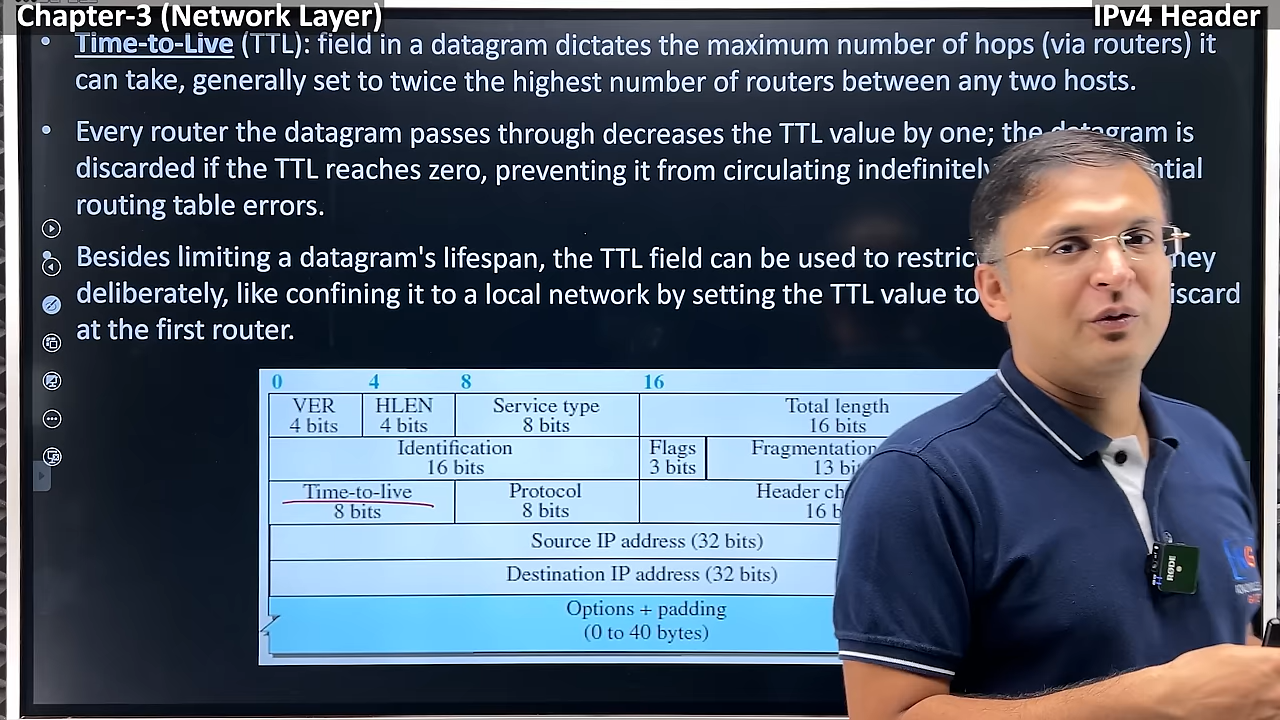 Chapter-3 (Network Layer)
IPv4 Header
Time-to-Live (TTL): field in a datagram dictates the maximum number of hops (via routers) it
can take, generally set to twice the highest number of routers between any two hosts.
Every router the datagram passes through decreases the TTL value by one; the datagram is
discarded if the TTL reaches zero, preventing it from circulating indefinitely
routing table errors.
Besides limiting a datagram's lifespan, the TTL field can be used to
deliberately, like confining it to a local network by setting the TTL value to
at the first router.
0 4 8 16
VER HLEN Service type Total length
4 bits 4 bits 8 bits 16 bits
Identification Flags Fragmentation
16 bits 3 bits 13
Time-to-live Protocol Header
8 bits 8 bits 16
Source IP address (32 bits)
Destination IP address (32 bits)
Options + padding
(0 to 40 bytes)
RODE